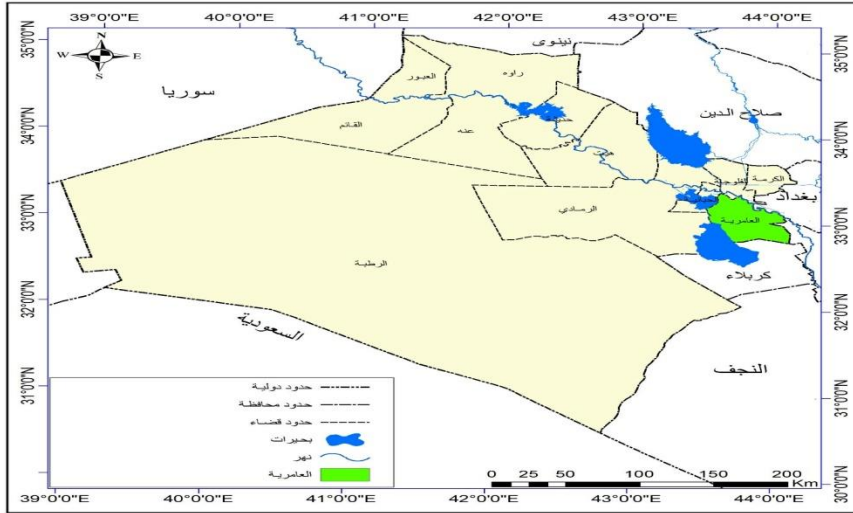 39°0'0"E 40°0'0"E 41°0'0"E 42°0'0"E 43°0'0"E 44°0'0"E
35°0'0"N
34°0'0"N
33°0'0"N
32°0'0"N
31°0'0"N
35°0'0"N
34°0'0"N
33°0'0"N
32°0'0"N
31°0'0"N
30°0'0"N
N
W E
S
نينوى
سوريا
العبور
راوه
صلاح الدين
القائم
عنه
هيت
الكرمة
الفلوجة
بغداد
العامرية
الرمادي
الرطبة
كربلاء
السعودية
النجف
حدود دولية
حدود محافظة
حدود قضاء
بحيرات
نهر
العامرية
0 25 50 100 150 200
Km
39°0'0"E 40°0'0"E 41°0'0"E 42°0'0"E 43°0'0"E 44°0'0"E